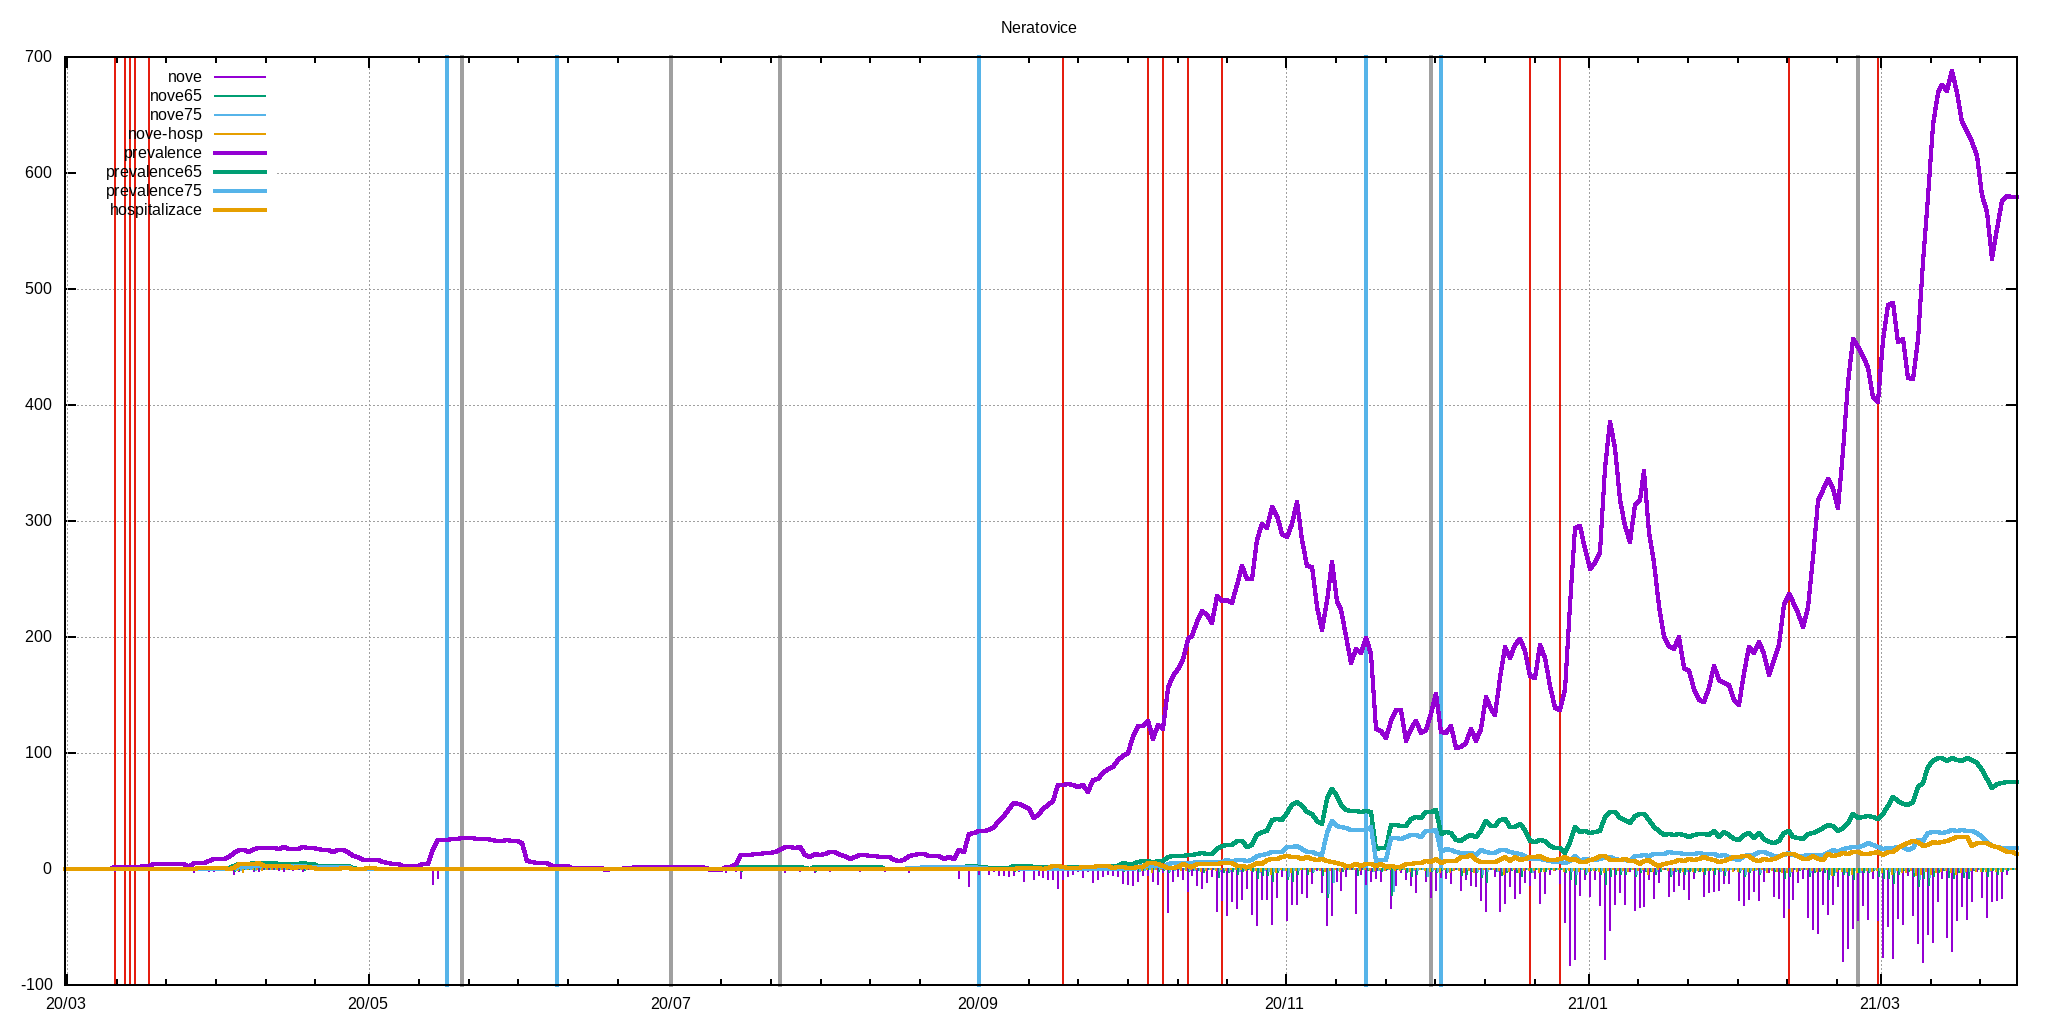 Neratovice
700
600
500
400
300
200
100
0
-100
nove
nove65
nove75
nove-hosp
prevalence
prevalence65
prevalence75
hospitalizace
20/03
20/05
20/07
20/09
20/11
21/01
21/03